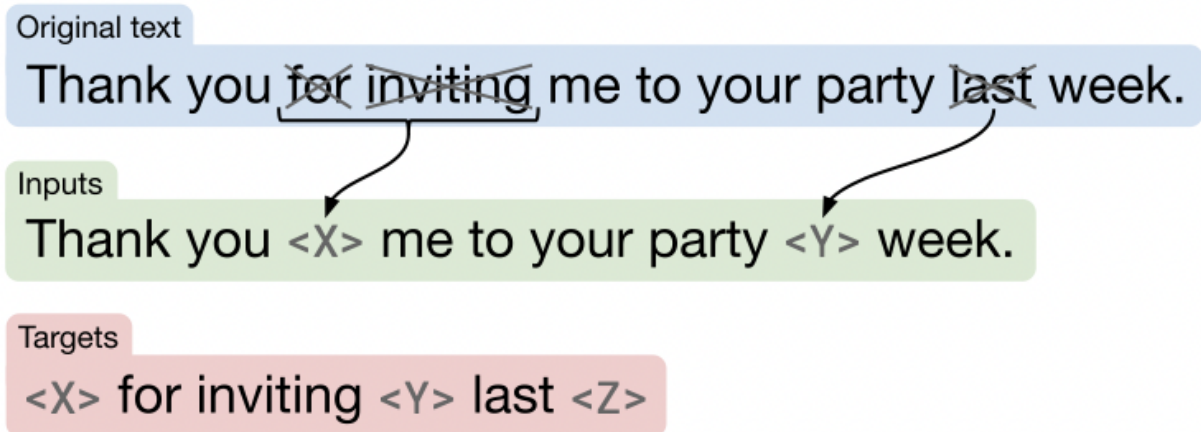 Original text
Thank you for inviting me to your party last week.
Inputs
Thank you <X> me to your party <Y> week.
Targets
<X> for inviting <Y> last <Z>